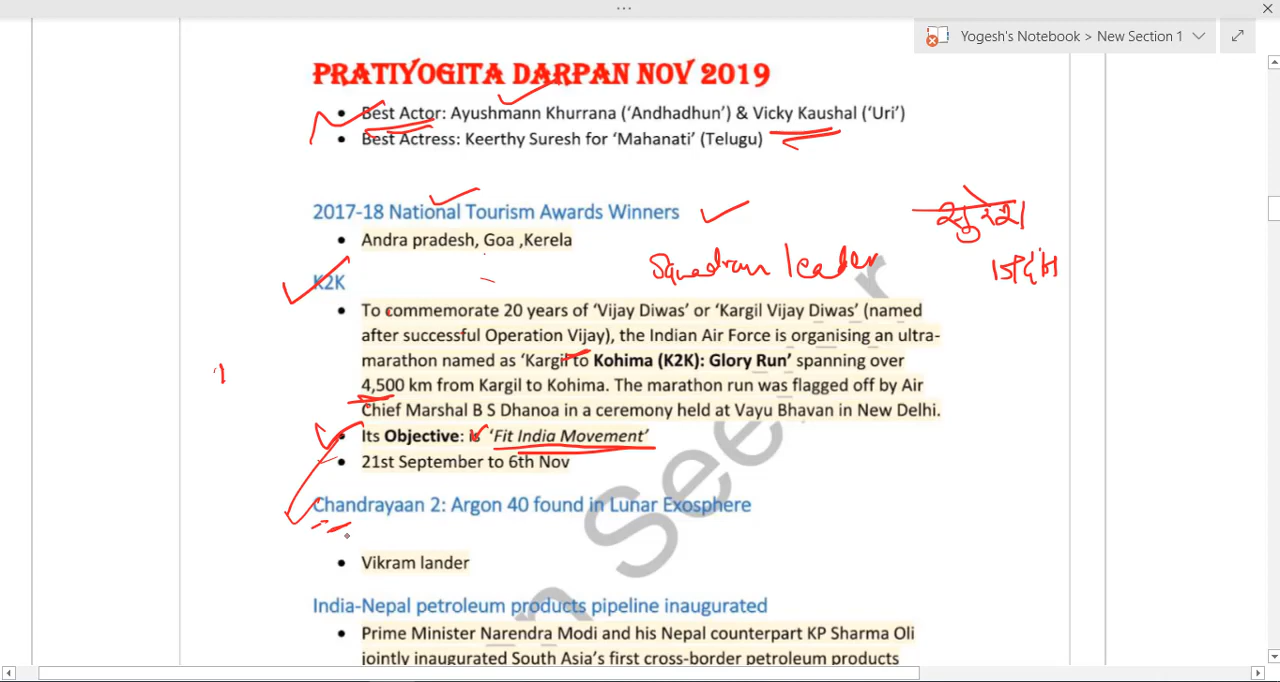 Yogesh's Notebook > New Section 1
PRATIYOGITA DARPAN NOV 2019
• Best Actor: Ayushmann Khurrana (‘Andhadhun’) & Vicky Kaushal (‘Uri’)
• Best Actress: Keerthy Suresh for ‘Mahanati’ (Telugu)
2017-18 National Tourism Awards Winners
• Andra pradesh, Goa ,Kerela
Squadran leader
K2K
• To commemorate 20 years of ‘Vijay Diwas’ or ‘Kargil Vijay Diwas’ (named
after successful Operation Vijay), the Indian Air Force is organising an ultra-
marathon named as ‘Kargil to Kohima (K2K): Glory Run’ spanning over
4,500 km from Kargil to Kohima. The marathon run was flagged off by Air
Chief Marshal B S Dhanoa in a ceremony held at Vayu Bhavan in New Delhi.
• Its Objective: is ‘Fit India Movement’
• 21st September to 6th Nov
Chandrayaan 2: Argon 40 found in Lunar Exosphere
• Vikram lander
India-Nepal petroleum products pipeline inaugurated
• Prime Minister Narendra Modi and his Nepal counterpart KP Sharma Oli
jointly inaugurated South Asia’s first cross-border petroleum products